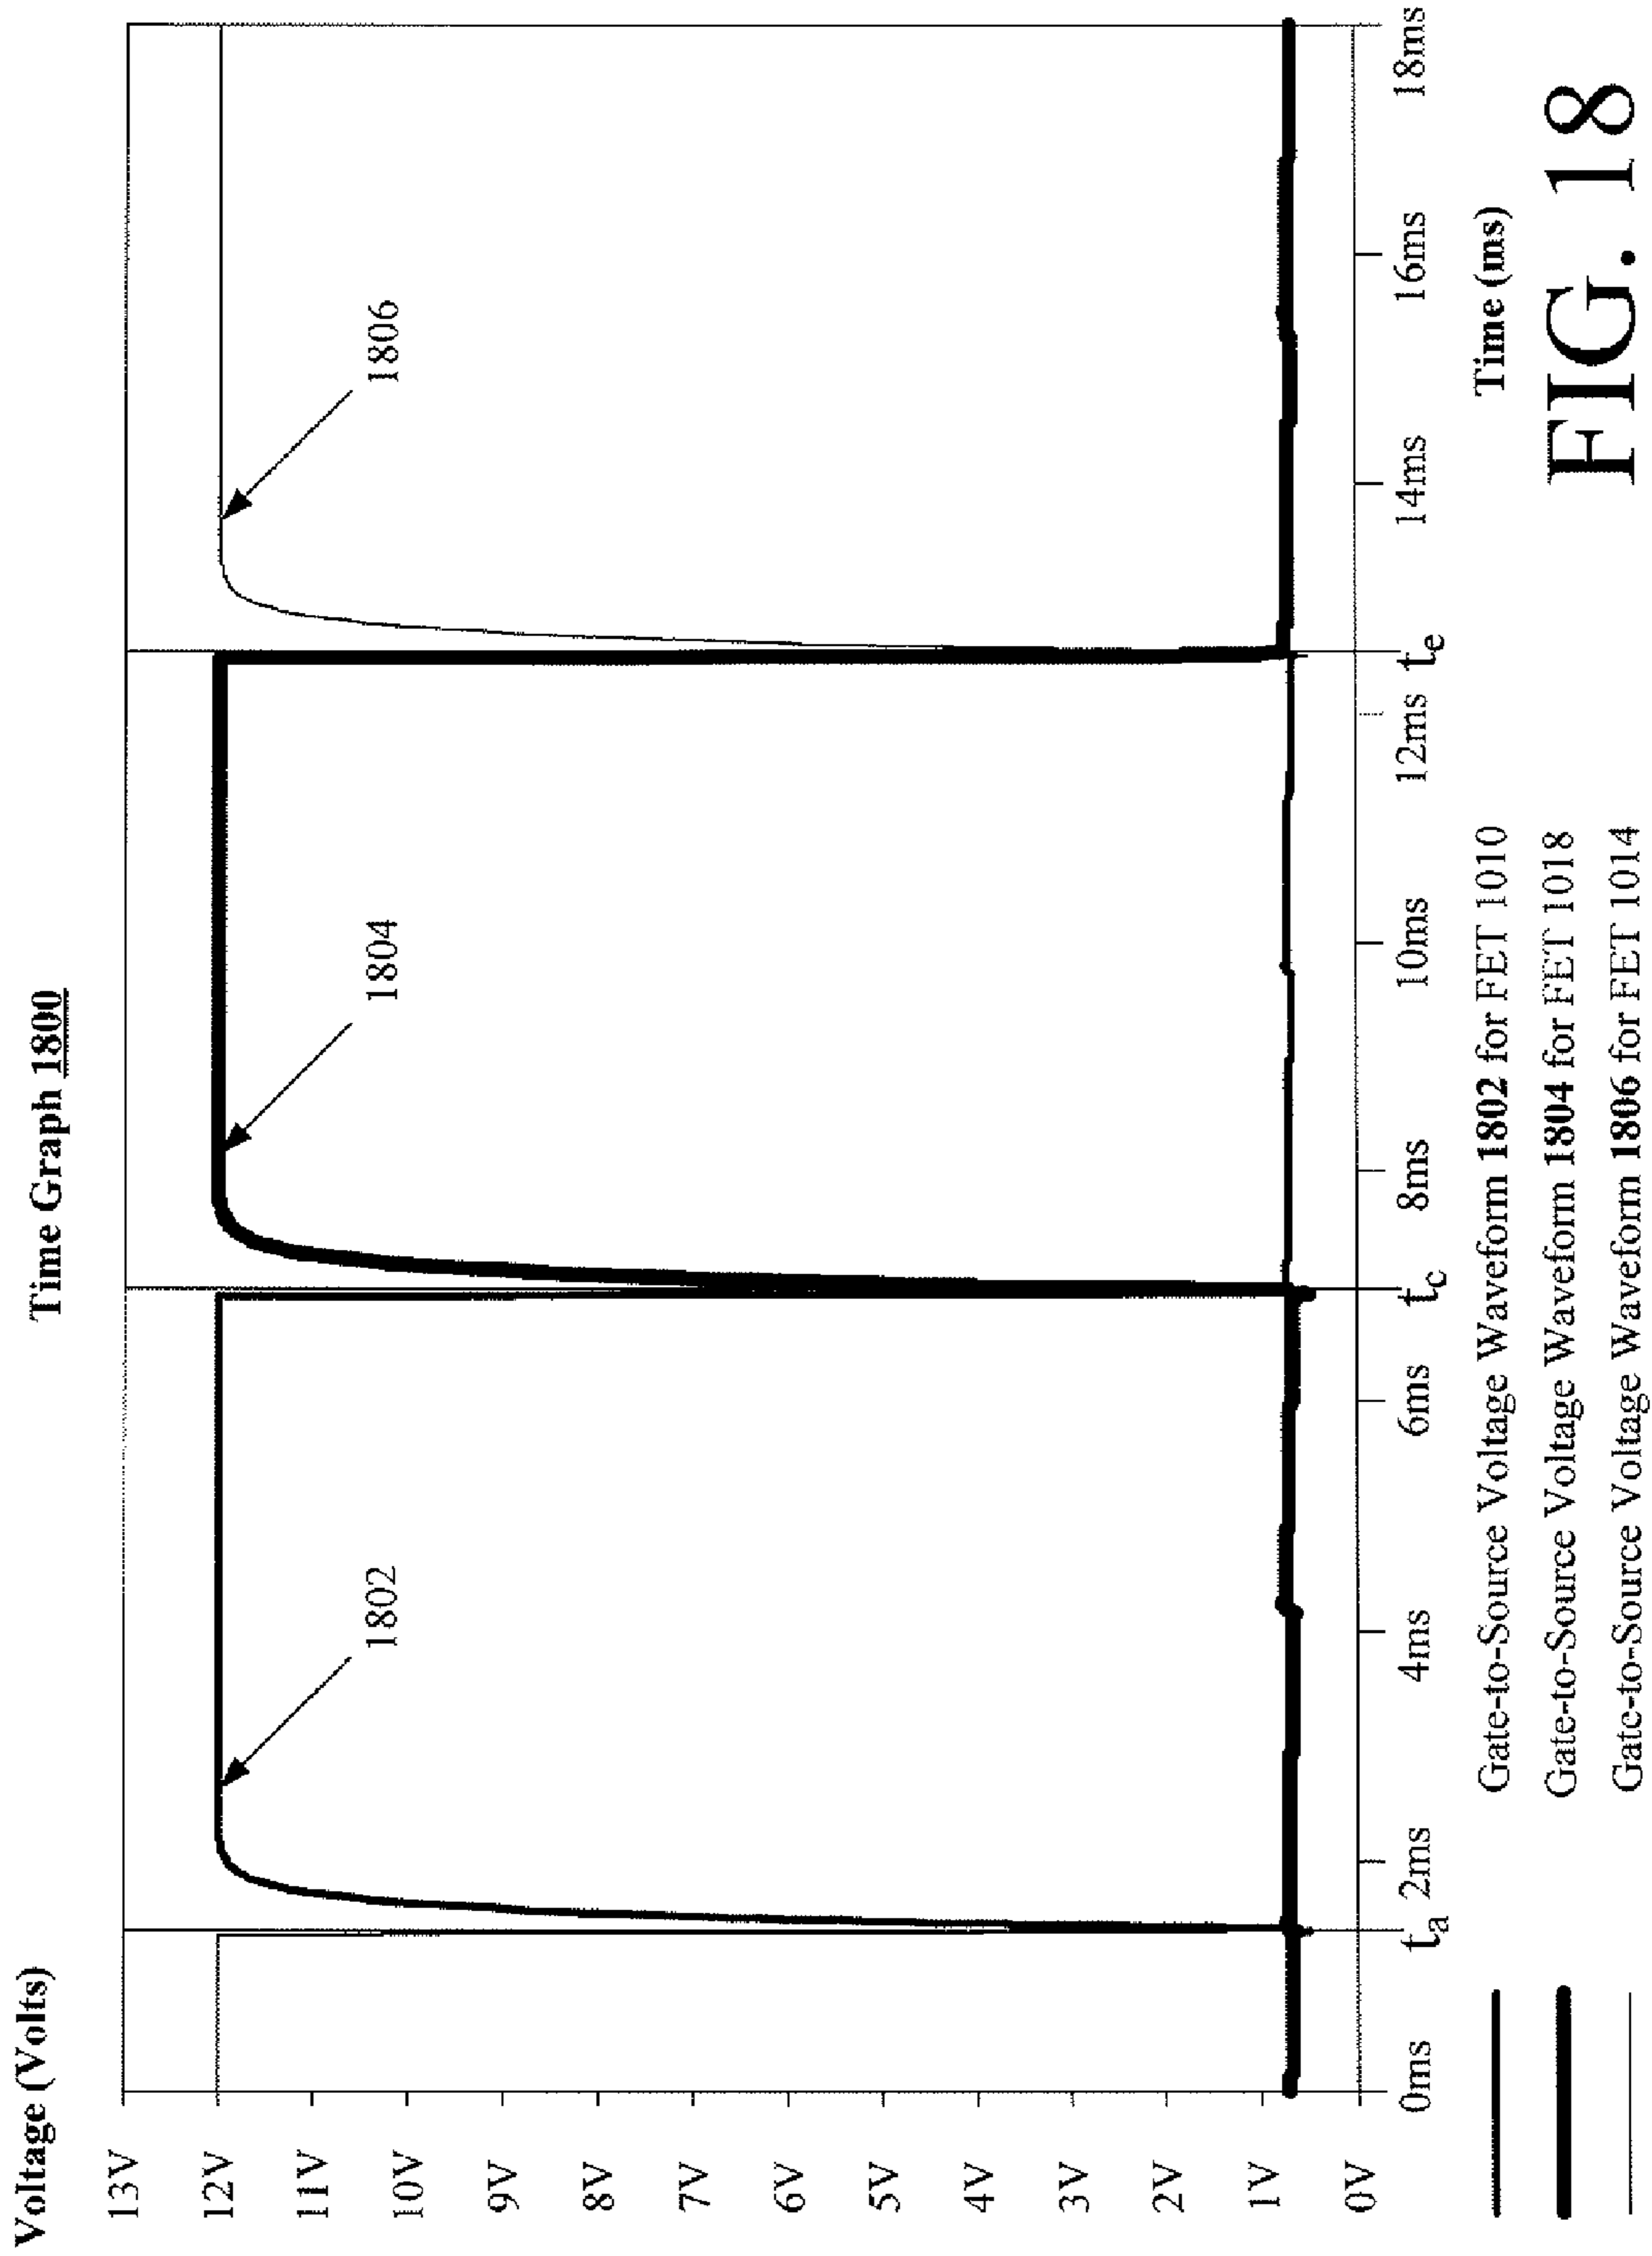 Time Graph 1800
Voltage (Volts)
13V
12V
11V
10V
9V
8V
7V
6V
5V
4V
3V
2V
1V
0V
1802
1804
1806
0ms
ta
2ms
4ms
6ms
tc
8ms
10ms
12ms
te
14ms
16ms
18ms
Time (ms)
Gate-to-Source Voltage Waveform 1802 for FET 1010
Gate-to-Source Voltage Waveform 1804 for FET 1018
Gate-to-Source Voltage Waveform 1806 for FET 1014
FIG. 18